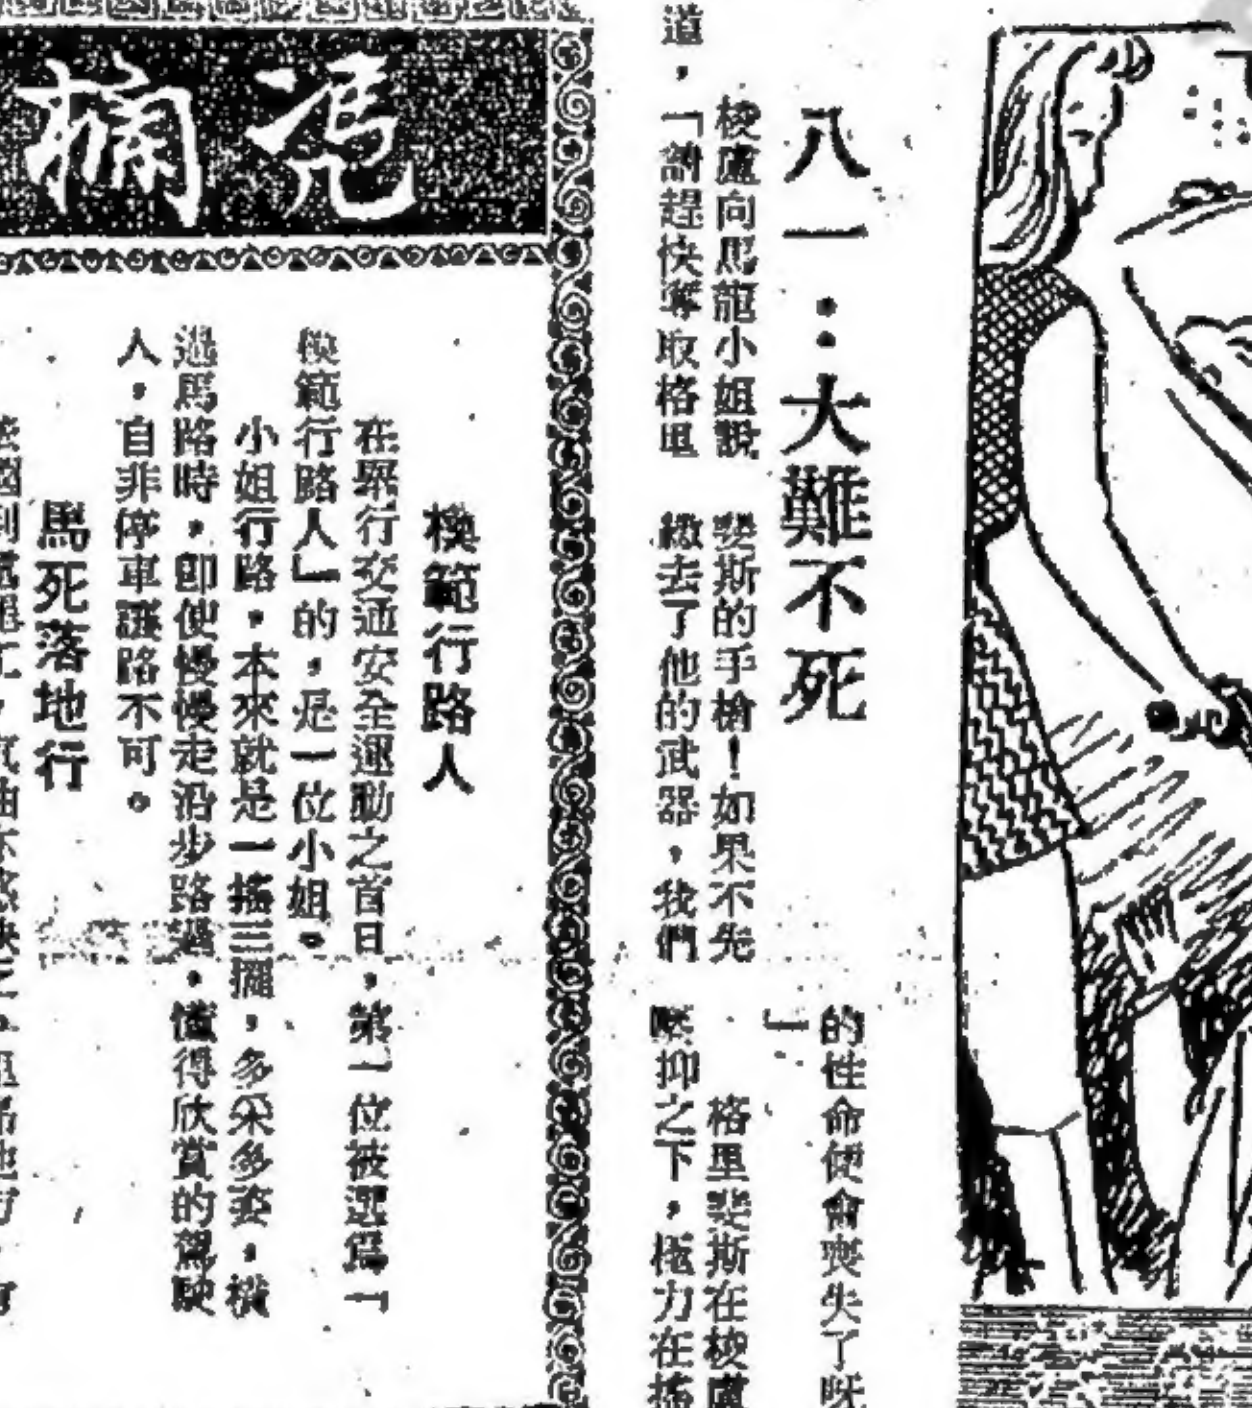 八一：大難不死
梭盧向馬龍小姐說
道，「請趕快奪取格里
斐斯的手槍！如果不先
繳去了他的武器，我們
的性命便會喪失了呀
」
格里斐斯在梭盧
抑之下，極力在搖
模範行路人
在舉行交通安全運動之首日，第一位被選爲「
模範行路人」的，是一位小姐。
小姐行路，本來就是一搖三擺，多采多姿，橫
過馬路時，即使慢慢走沿步路過，懂得欣賞的駕駛
人，自非停車讓路不可。
馬死落地行